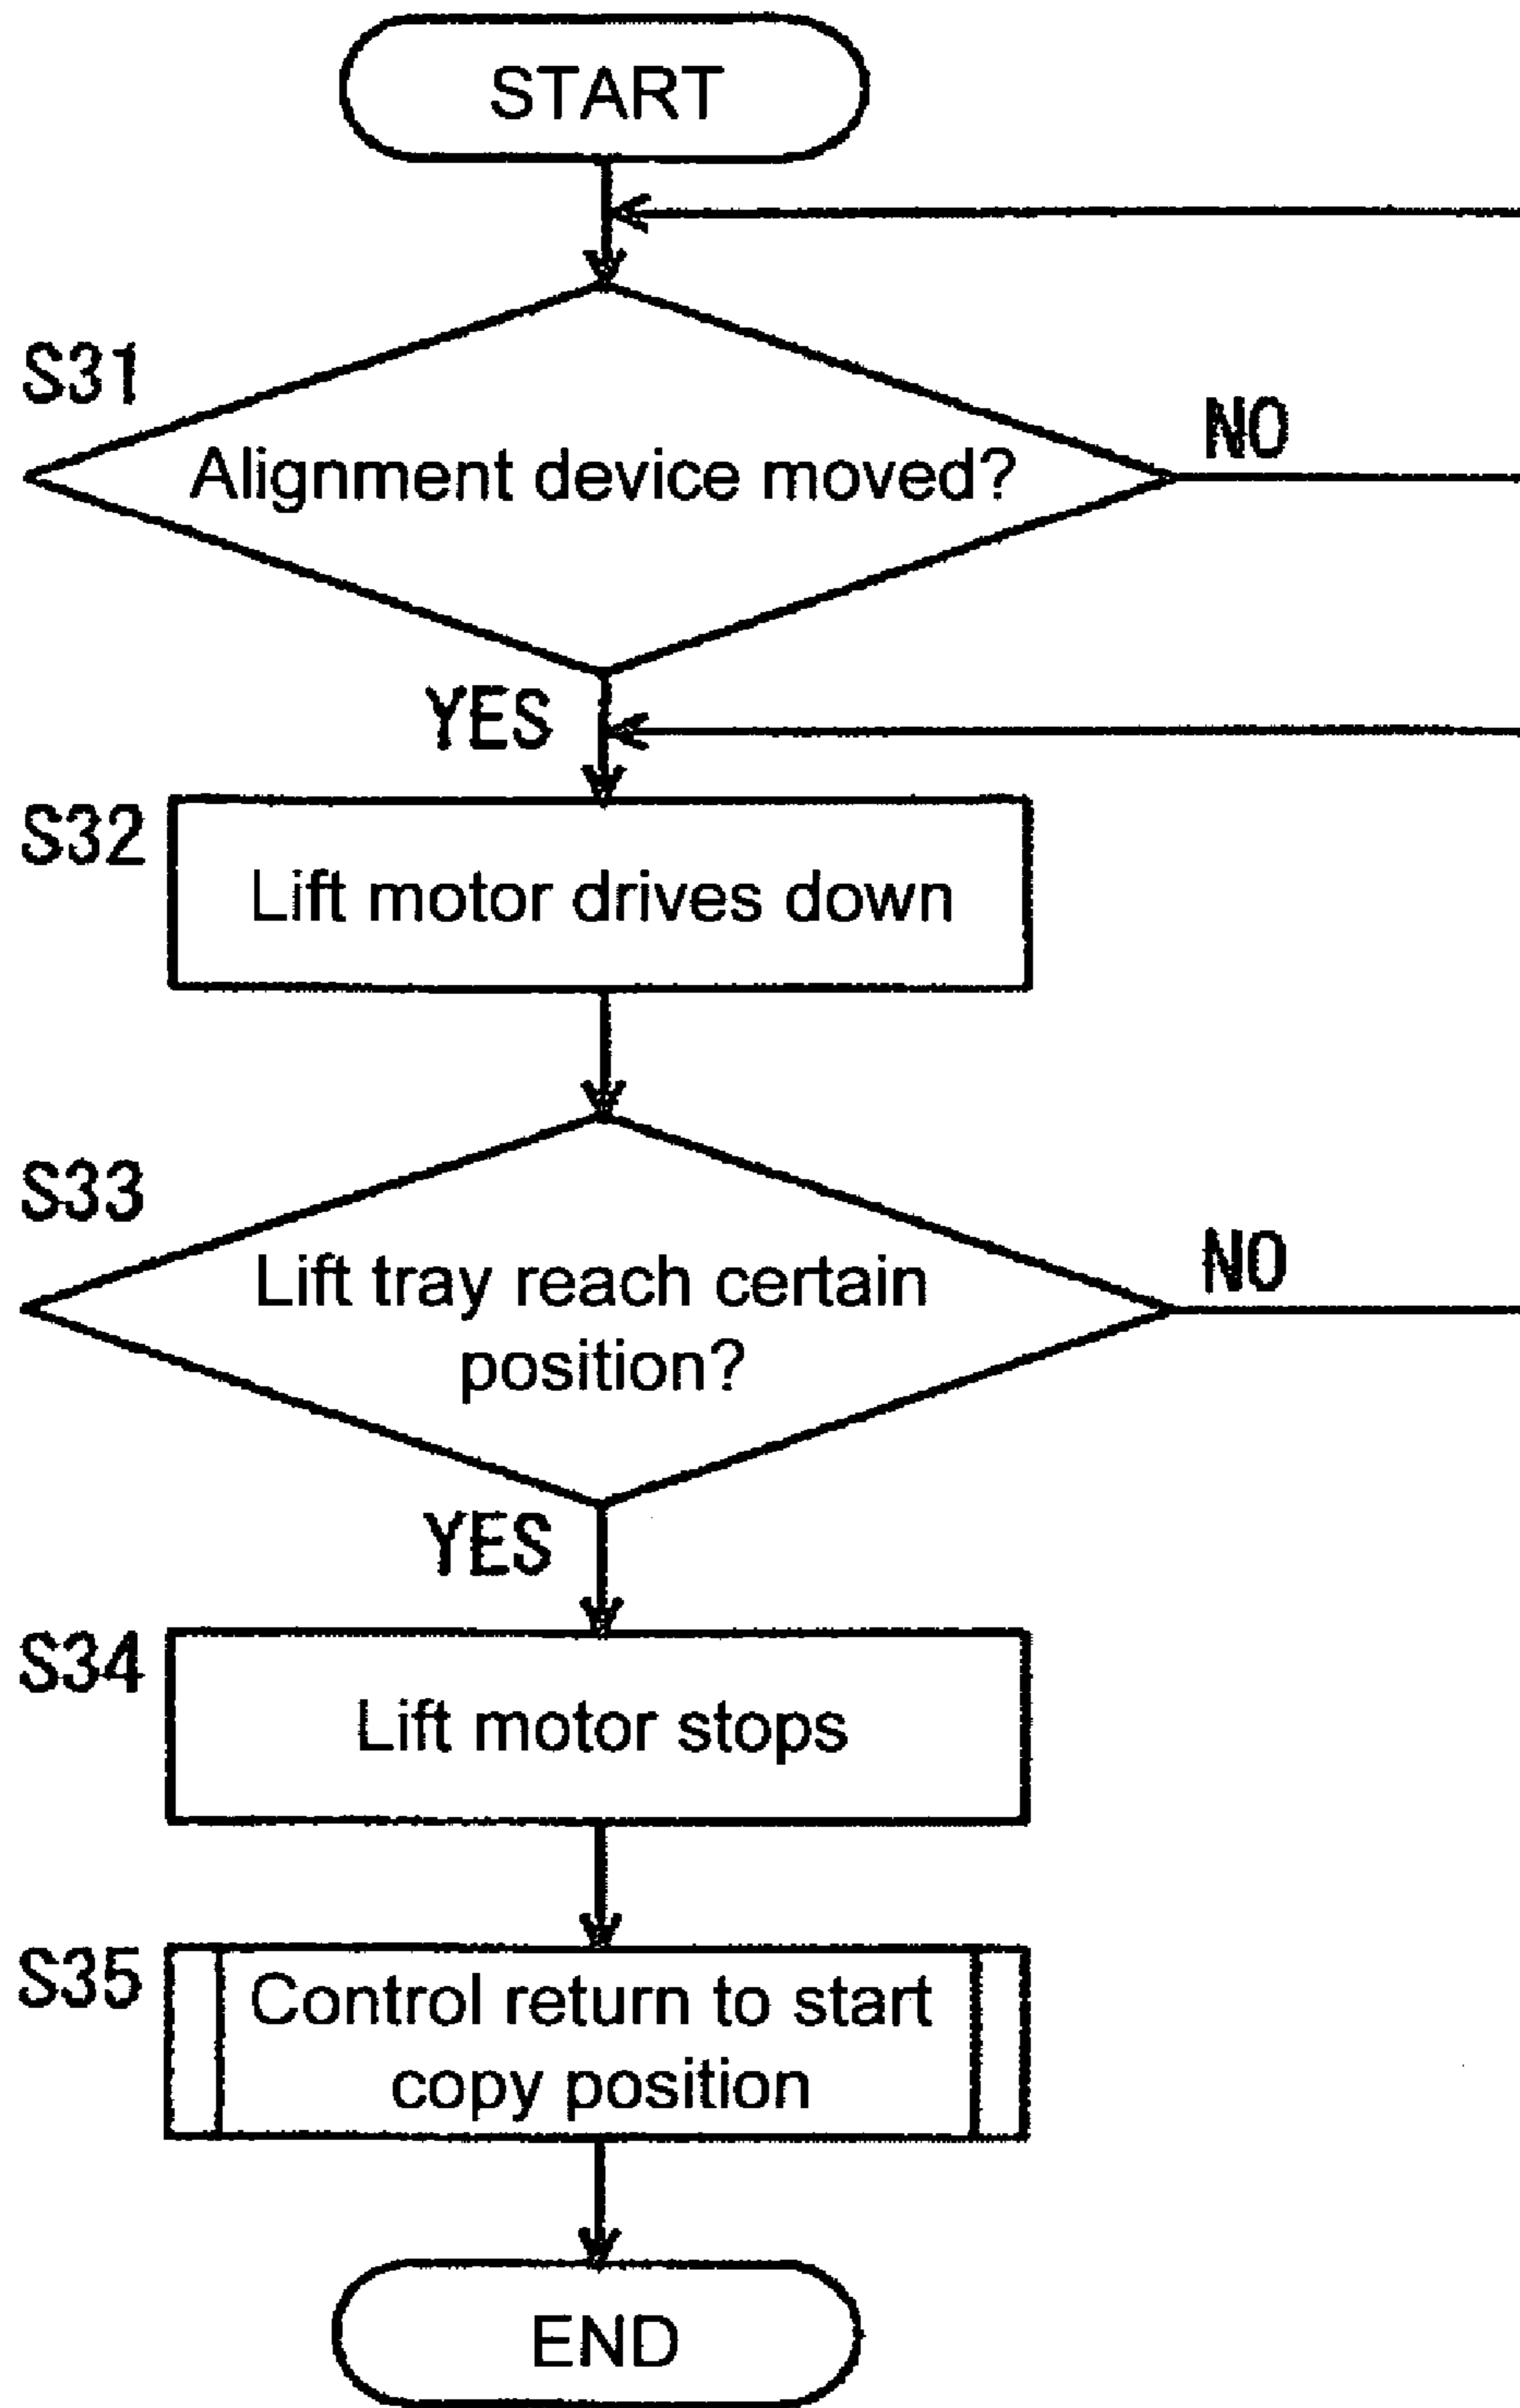 START
S31
Alignment device moved?
NO
YES
S32
Lift motor drives down
S33
Lift tray reach certain
position?
NO
YES
S34
Lift motor stops
S35
Control return to start
copy position
END